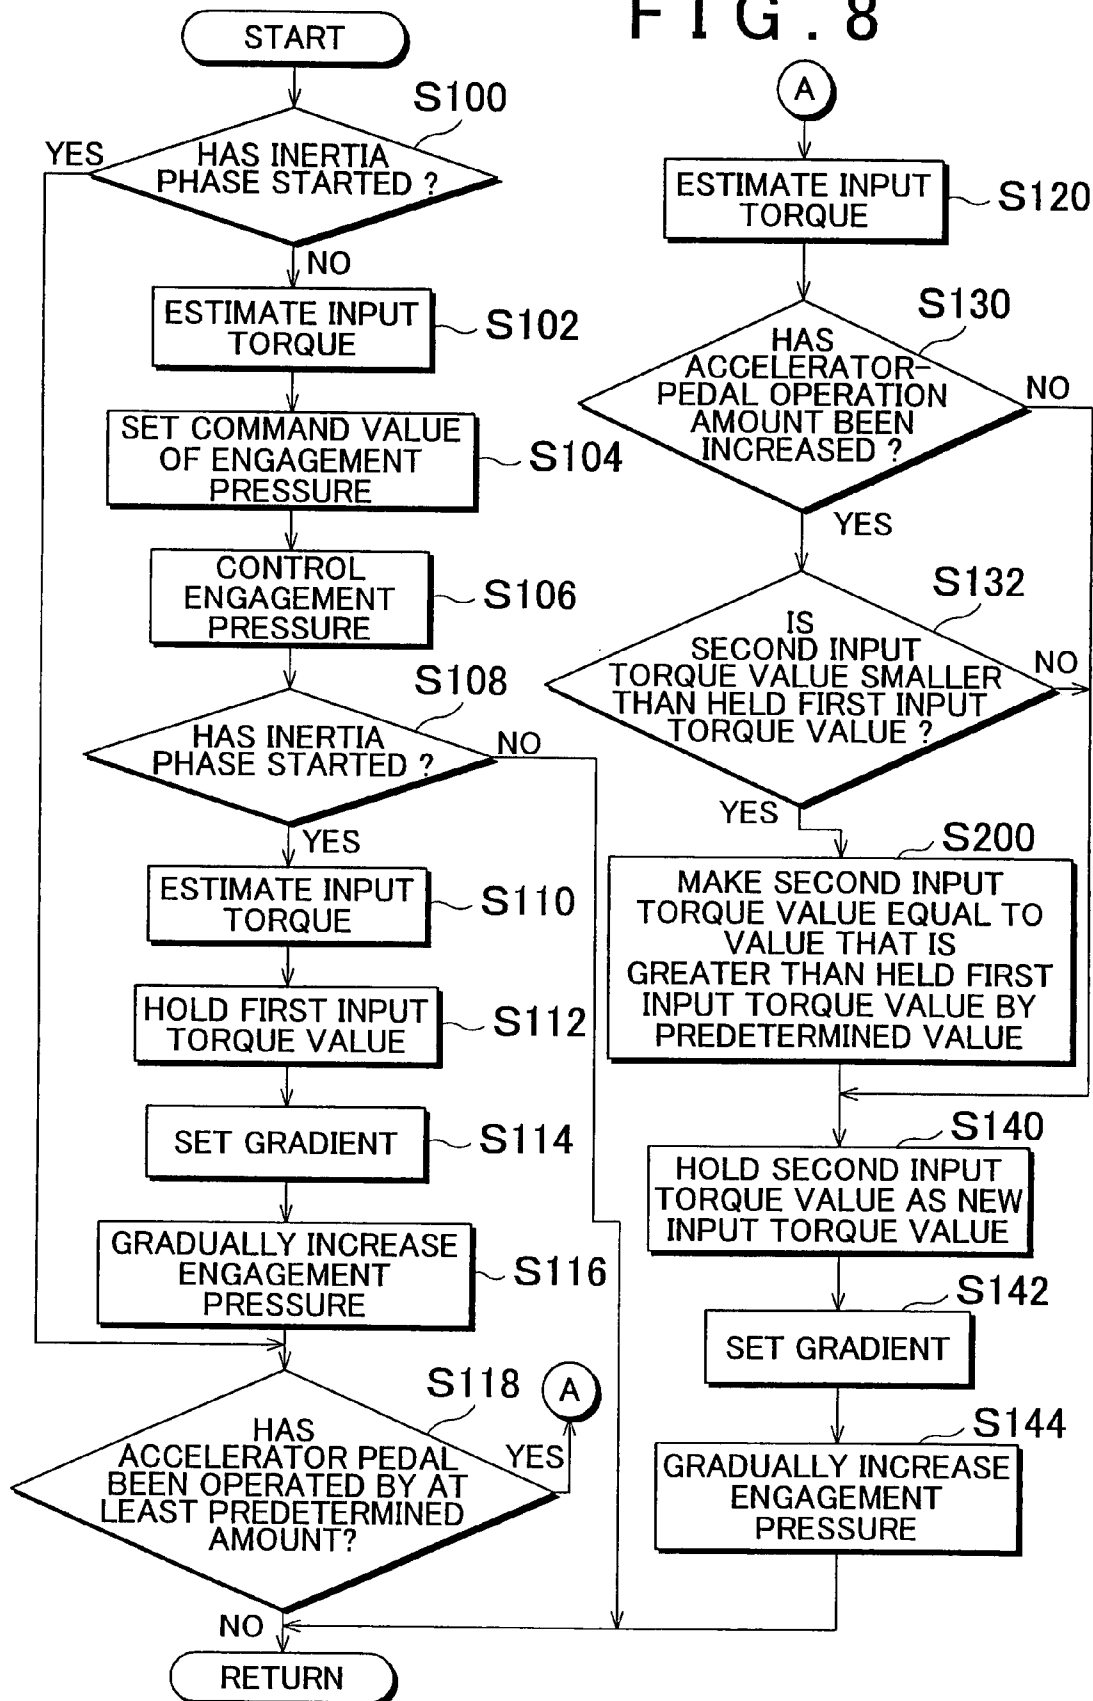 FIG. 8
START
S100
YES
HAS INERTIA
PHASE STARTED ?
NO
ESTIMATE INPUT
TORQUE
S102
SET COMMAND VALUE
OF ENGAGEMENT
PRESSURE
S104
CONTROL
ENGAGEMENT
PRESSURE
S106
S108
HAS INERTIA
PHASE STARTED ?
NO
YES
ESTIMATE INPUT
TORQUE
S110
HOLD FIRST INPUT
TORQUE VALUE
S112
SET GRADIENT
S114
GRADUALLY INCREASE
ENGAGEMENT
PRESSURE
S116
S118
A
HAS
ACCELERATOR PEDAL
BEEN OPERATED BY AT
LEAST PREDETERMINED
AMOUNT?
YES
NO
RETURN
A
ESTIMATE INPUT
TORQUE
S120
S130
HAS
ACCELERATOR-
PEDAL OPERATION
AMOUNT BEEN
INCREASED ?
NO
YES
S132
IS
SECOND INPUT
TORQUE VALUE SMALLER
THAN HELD FIRST INPUT
TORQUE VALUE ?
NO
YES
S200
MAKE SECOND INPUT
TORQUE VALUE EQUAL TO
VALUE THAT IS
GREATER THAN HELD FIRST
INPUT TORQUE VALUE BY
PREDETERMINED VALUE
S140
HOLD SECOND INPUT
TORQUE VALUE AS NEW
INPUT TORQUE VALUE
S142
SET GRADIENT
S144
GRADUALLY INCREASE
ENGAGEMENT
PRESSURE